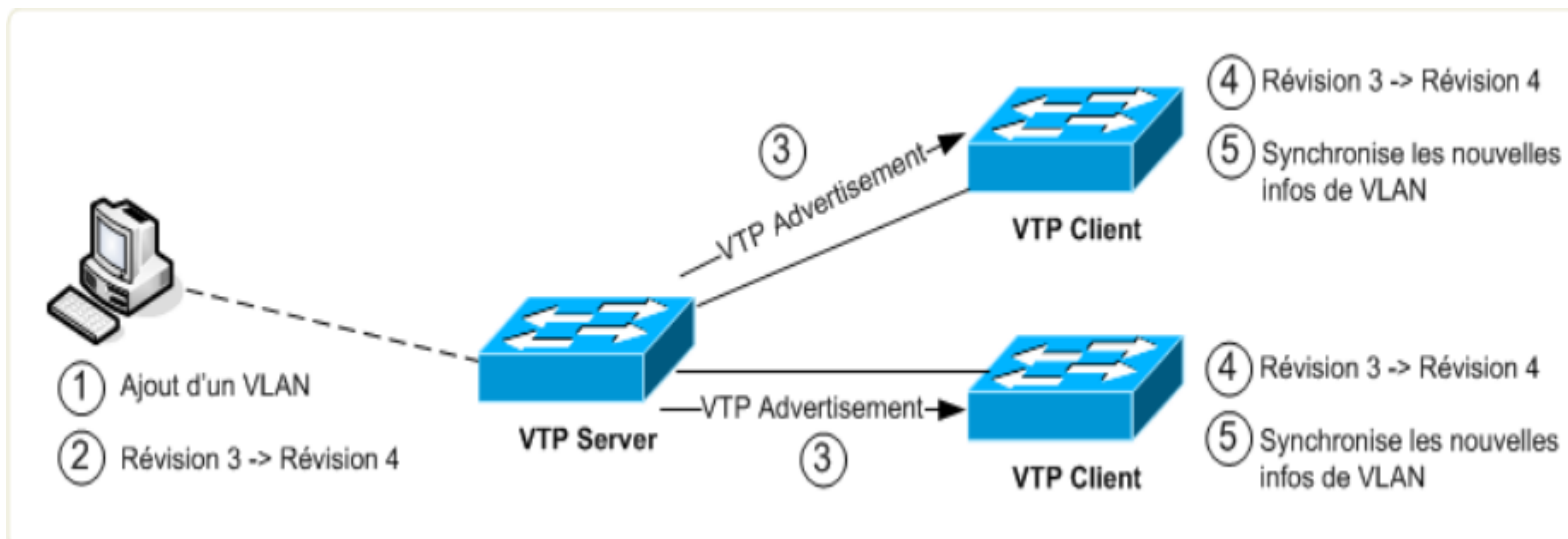 1 Ajout d'un VLAN
2 Révision 3 -> Révision 4
VTP Server
3
VTP Advertisement
VTP Client
4 Révision 3 -> Révision 4
5 Synchronise les nouvelles
infos de VLAN
VTP Advertisement
3
VTP Client
4 Révision 3 -> Révision 4
5 Synchronise les nouvelles
infos de VLAN